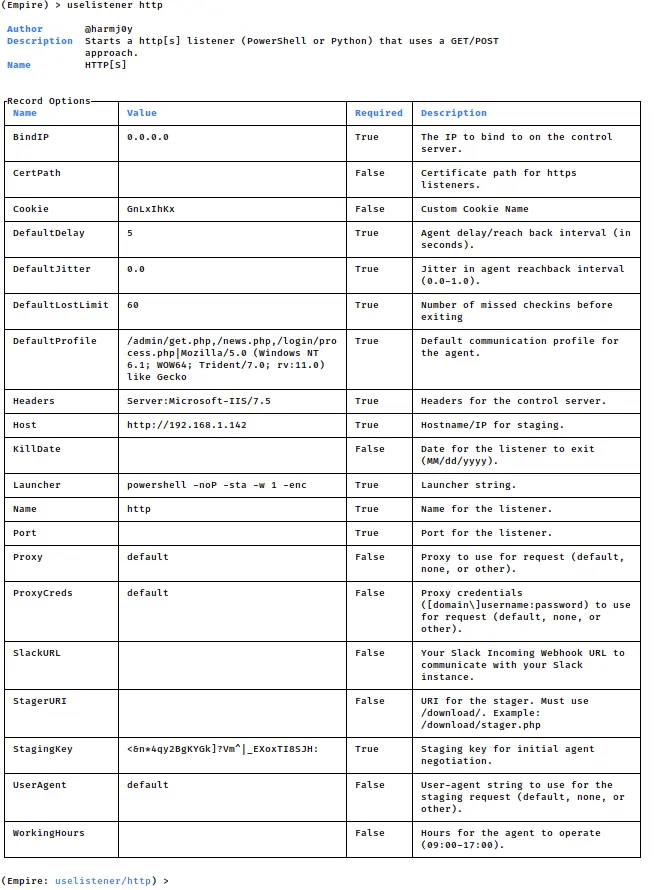 (Empire) > uselistener http
Author @harmj0y
Description Starts a http[s] listener (PowerShell or Python) that uses a GET/POST
approach.
Name HTTP[S]
Record Options
Name Value Required Description
BindIP 0.0.0.0 True The IP to bind to on the control
server.
CertPath False Certificate path for https
listeners.
Cookie GnLxIhKx False Custom Cookie Name
DefaultDelay 5 True Agent delay/reach back interval (in
seconds).
DefaultJitter 0.0 True Jitter in agent reachback interval
(0.0-1.0).
DefaultLostLimit 60 True Number of missed checkins before
exiting
DefaultProfile /admin/get.php,/news.php,/login/pro True Default communication profile for
cess.php|Mozilla/5.0 (Windows NT the agent.
6.1; WOW64; Trident/7.0; rv:11.0)
like Gecko
Headers Server:Microsoft-IIS/7.5 True Headers for the control server.
Host http://192.168.1.142 True Hostname/IP for staging.
KillDate False Date for the listener to exit
(MM/dd/yyyy).
Launcher powershell -noP -sta -w 1 -enc True Launcher string.
Name http True Name for the listener.
Port True Port for the listener.
Proxy default False Proxy to use for request (default,
none, or other).
ProxyCreds default False Proxy credentials
([domain\]username:password) to use
for request (default, none, or
other).
SlackURL False Your Slack Incoming Webhook URL to
communicate with your Slack
instance.
StagerURI False URI for the stager. Must use
/download/. Example:
/download/stager.php
StagingKey <&n*4qy2BgKYGk]?Vm^|_EXoxTI8SJH: True Staging key for initial agent
negotiation.
UserAgent default False User-agent string to use for the
staging request (default, none, or
other).
WorkingHours False Hours for the agent to operate
(09:00-17:00).
(Empire: uselistener/http) >